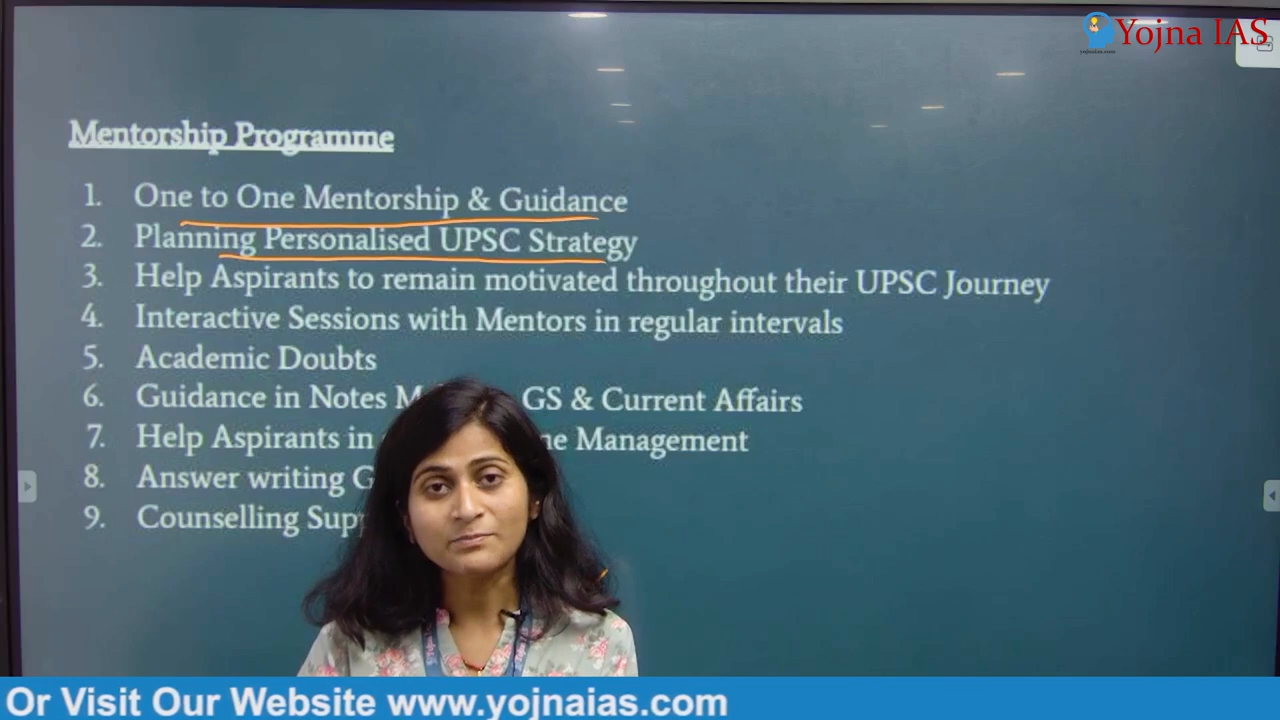 Yojna IAS
yojnaias.com
Mentorship Programme
1. One to One Mentorship & Guidance
2. Planning Personalised UPSC Strategy
3. Help Aspirants to remain motivated throughout their UPSC Journey
4. Interactive Sessions with Mentors in regular intervals
5. Academic Doubts
6. Guidance in Notes GS & Current Affairs
7. Help Aspirants in Management
8. Answer writing
9. Counselling
Or Visit Our Website www.yojnaias.com